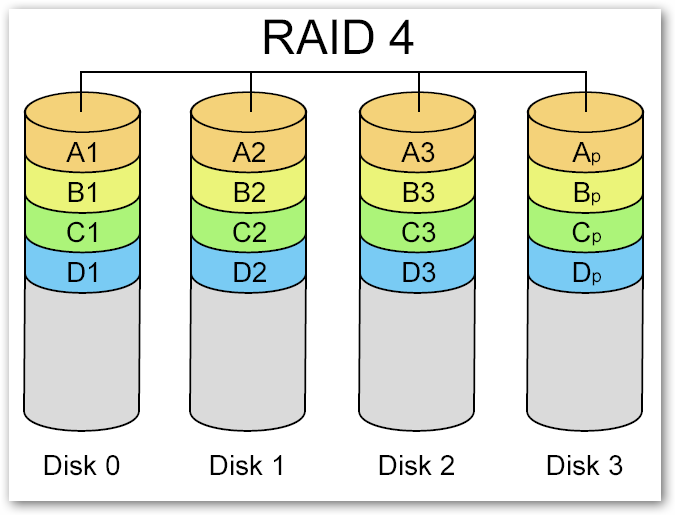 RAID 4
A1 A2 A3 Ap
B1 B2 B3 Bp
C1 C2 C3 Cp
D1 D2 D3 Dp
Disk 0 Disk 1 Disk 2 Disk 3